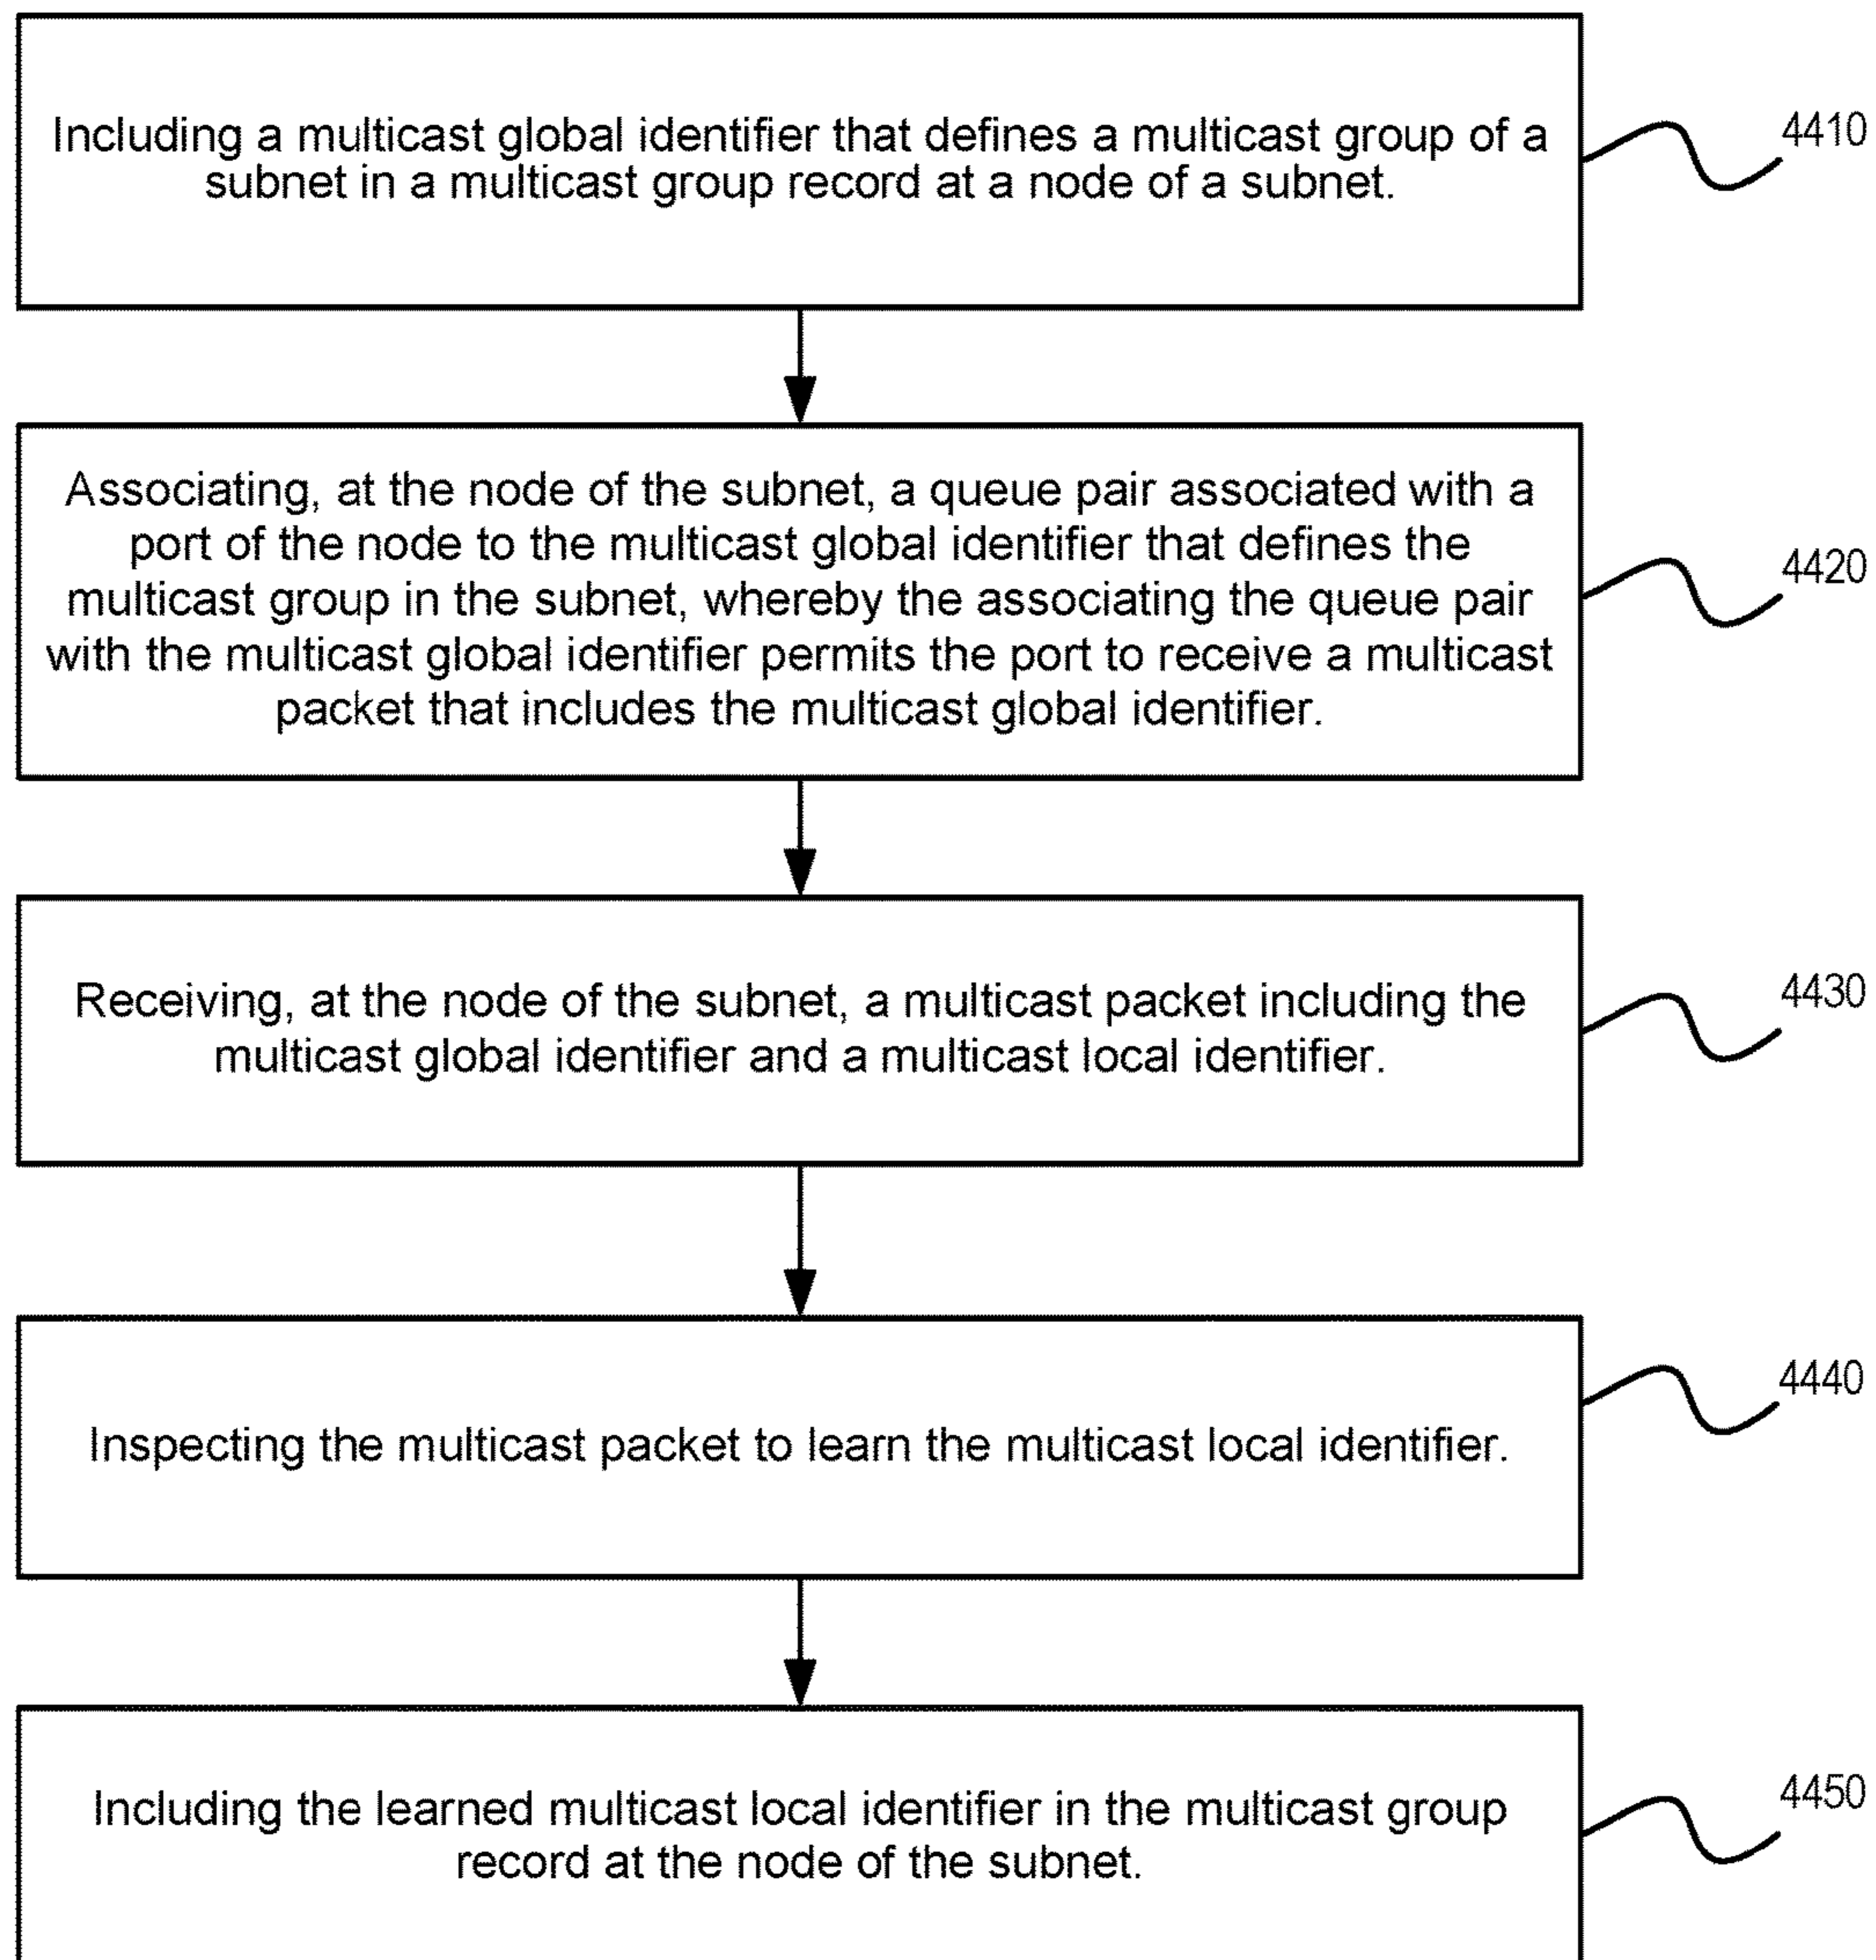 Including a multicast global identifier that defines a multicast group of a
subnet in a multicast group record at a node of a subnet.
4410
Associating, at the node of the subnet, a queue pair associated with a
port of the node to the multicast global identifier that defines the
multicast group in the subnet, whereby the associating the queue pair
with the multicast global identifier permits the port to receive a multicast
packet that includes the multicast global identifier.
4420
Receiving, at the node of the subnet, a multicast packet including the
multicast global identifier and a multicast local identifier.
4430
Inspecting the multicast packet to learn the multicast local identifier.
4440
Including the learned multicast local identifier in the multicast group
record at the node of the subnet.
4450